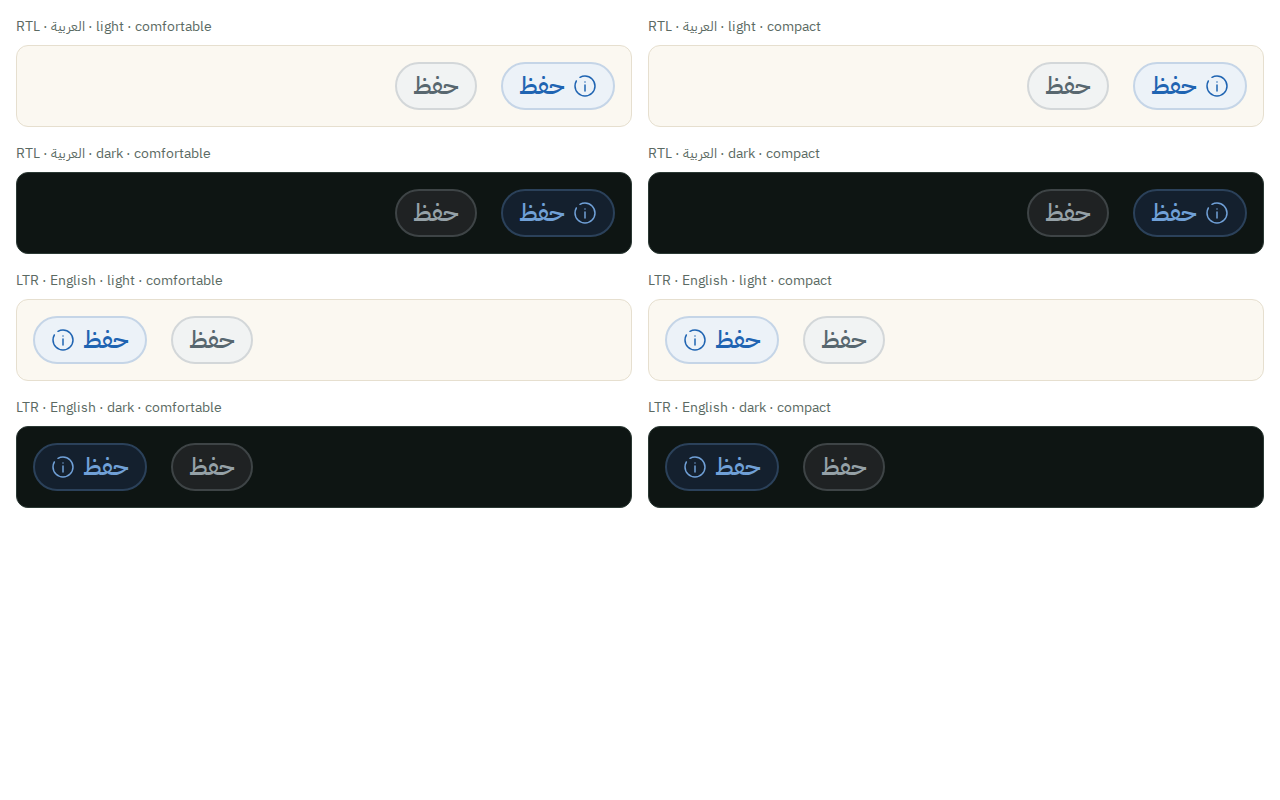 RTL · العربية · light · comfortable
حفظ حفظ
RTL · العربية · light · compact
حفظ حفظ
RTL · العربية · dark · comfortable
حفظ حفظ
RTL · العربية · dark · compact
حفظ حفظ
LTR · English · light · comfortable
حفظ حفظ
LTR · English · light · compact
حفظ حفظ
LTR · English · dark · comfortable
حفظ حفظ
LTR · English · dark · compact
حفظ حفظ